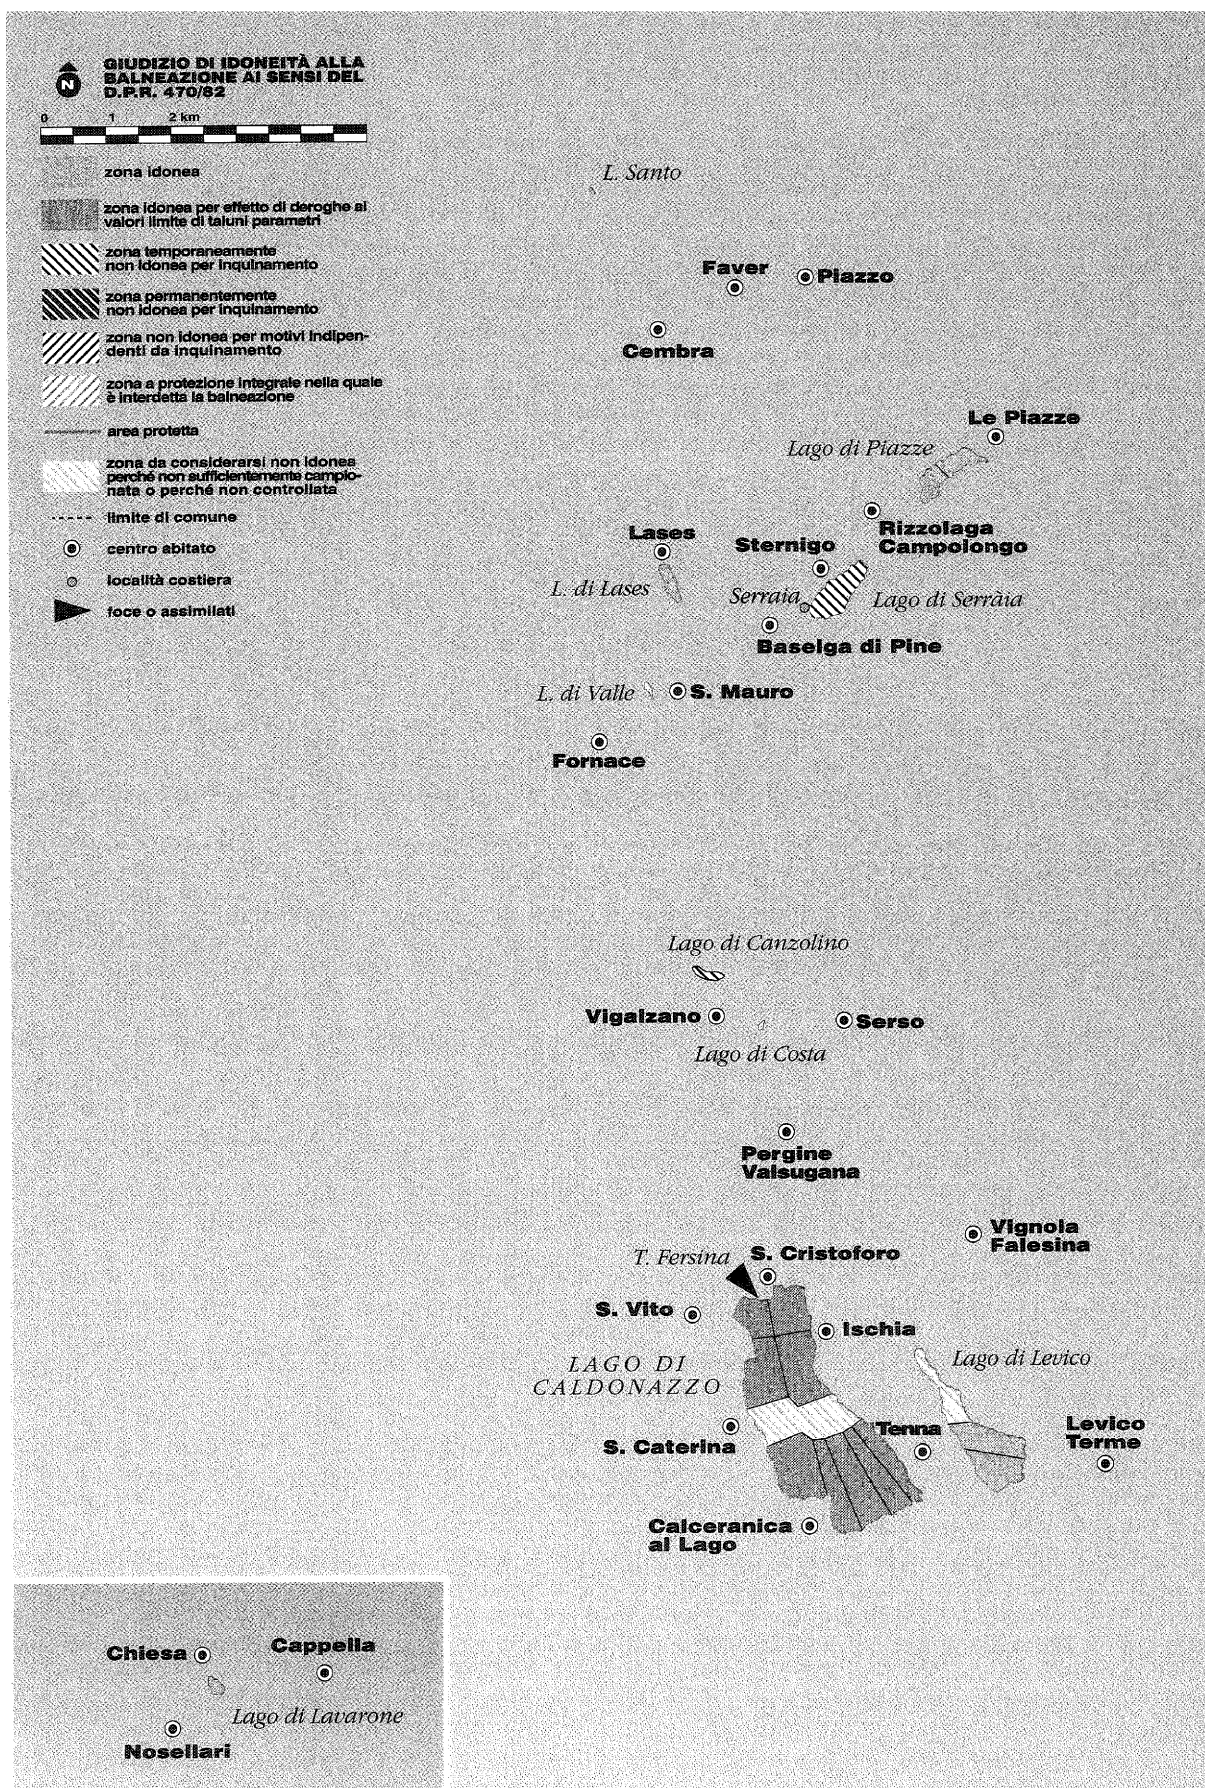 N
GIUDIZIO DI IDONEITÀ ALLA
BALNEAZIONE AI SENSI DEL
D.P.R. 470/82
0 1 2 km
zona idonea
zona idonea per effetto di deroghe ai
valori limite di taluni parametri
zona temporaneamente
non idonea per inquinamento
zona permanentemente
non idonea per inquinamento
zona non idonea per motivi indipen-
denti da inquinamento
zona a protezione integrale nella quale
è interdetta la balneazione
area protetta
zona da considerarsi non idonea
perché non sufficientemente campio-
nata o perché non controllata
limite di comune
centro abitato
località costiera
foce o assimilati
L. Santo
Faver
Piazzo
Cembra
Le Piazze
Lago di Piazze
Rizzolaga
Campolongo
Lases
Sternigo
L. di Lases
Serraia
Lago di Serràia
Baselga di Pine
L. di Valle
S. Mauro
Fornace
Lago di Canzolino
Vigalzano
Serso
Lago di Costa
Pergine
Valsugana
Vignola
Falesina
T. Fersina
S. Cristoforo
S. Vito
Ischia
LAGO DI
CALDONAZZO
Lago di Levico
S. Caterina
Tenna
Levico
Terme
Calceranica
al Lago
Chiesa
Cappella
Lago di Lavarone
Nosellari